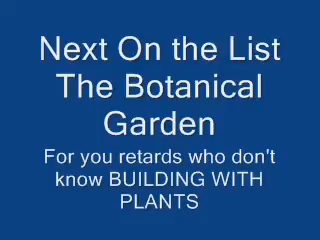 Next On the List
The Botanical
Garden
For you retards who don't
know BUILDING WITH
PLANTS